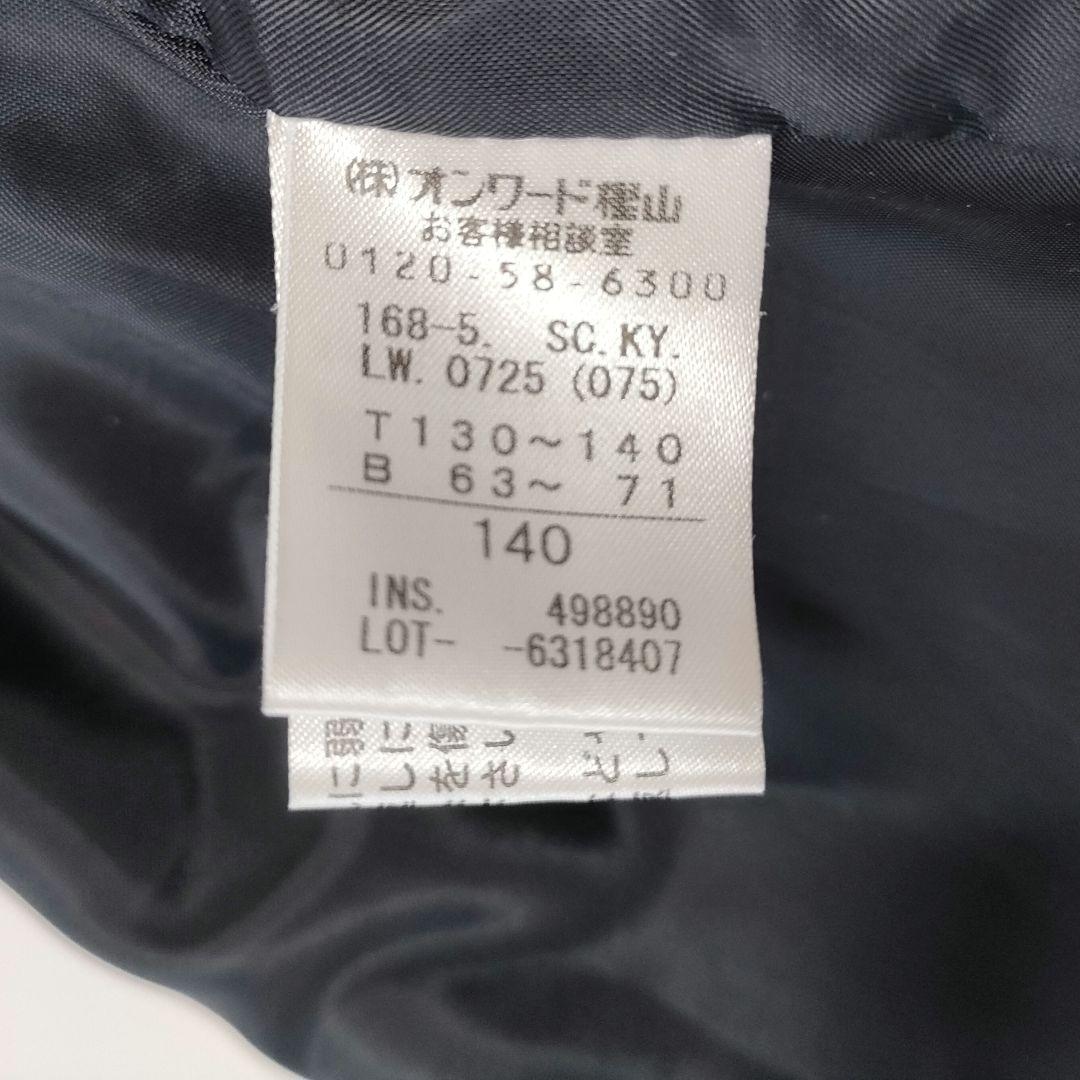 (株)オンワード樫山
お客様相談室
0120-58-6300
168-5. SC.KY.
LW. 0725 (075)
T 130~140
B 63~ 71
140
INS. 498890
LOT- -6318407